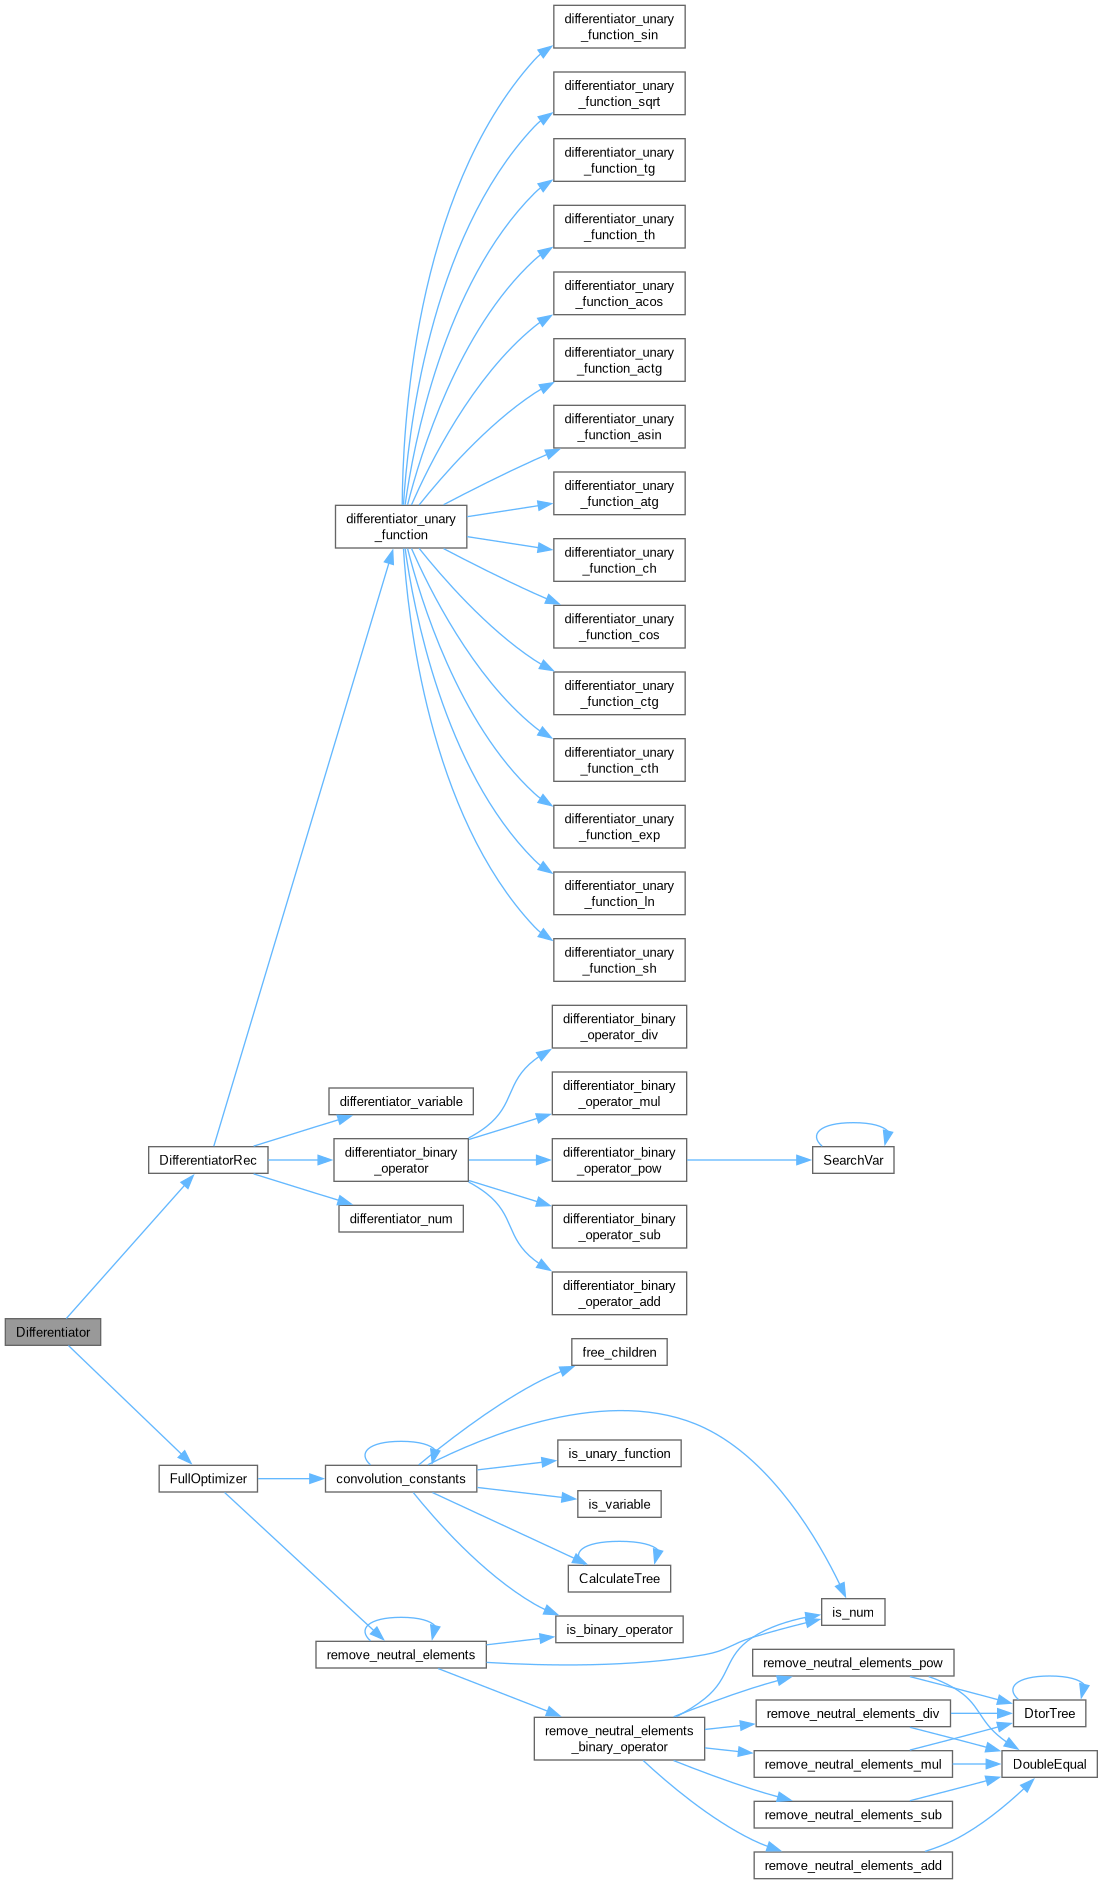 differentiator_unary
_function_sin
differentiator_unary
_function_sqrt
differentiator_unary
_function_tg
differentiator_unary
_function_th
differentiator_unary
_function_acos
differentiator_unary
_function_actg
differentiator_unary
_function_asin
differentiator_unary
_function_atg
differentiator_unary
_function
differentiator_unary
_function_ch
differentiator_unary
_function_cos
differentiator_unary
_function_ctg
differentiator_unary
_function_cth
differentiator_unary
_function_exp
differentiator_unary
_function_ln
differentiator_unary
_function_sh
differentiator_binary
_operator_div
differentiator_variable
differentiator_binary
_operator_mul
DifferentiatorRec
differentiator_binary
_operator
differentiator_binary
_operator_pow
SearchVar
differentiator_num
differentiator_binary
_operator_sub
differentiator_binary
_operator_add
Differentiator
free_children
is_unary_function
FullOptimizer
convolution_constants
is_variable
CalculateTree
is_num
is_binary_operator
remove_neutral_elements
remove_neutral_elements_pow
remove_neutral_elements_div
DtorTree
remove_neutral_elements
_binary_operator
remove_neutral_elements_mul
DoubleEqual
remove_neutral_elements_sub
remove_neutral_elements_add